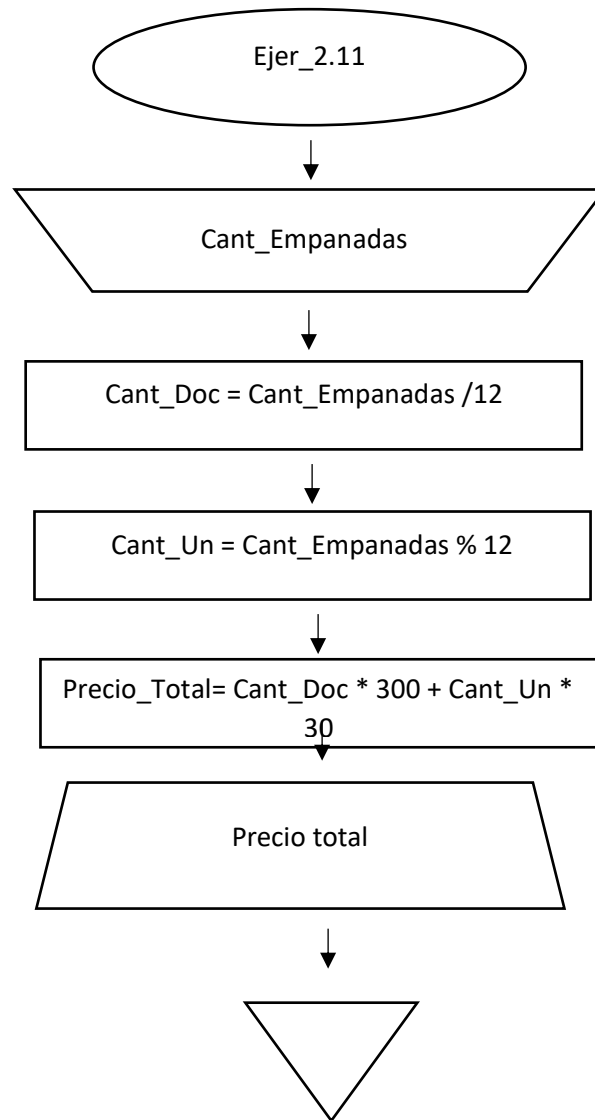 Ejer_2.11
Cant_Empanadas
Cant_Doc = Cant_Empanadas /12
Cant_Un = Cant_Empanadas % 12
Precio_Total= Cant_Doc * 300 + Cant_Un *
30
Precio total